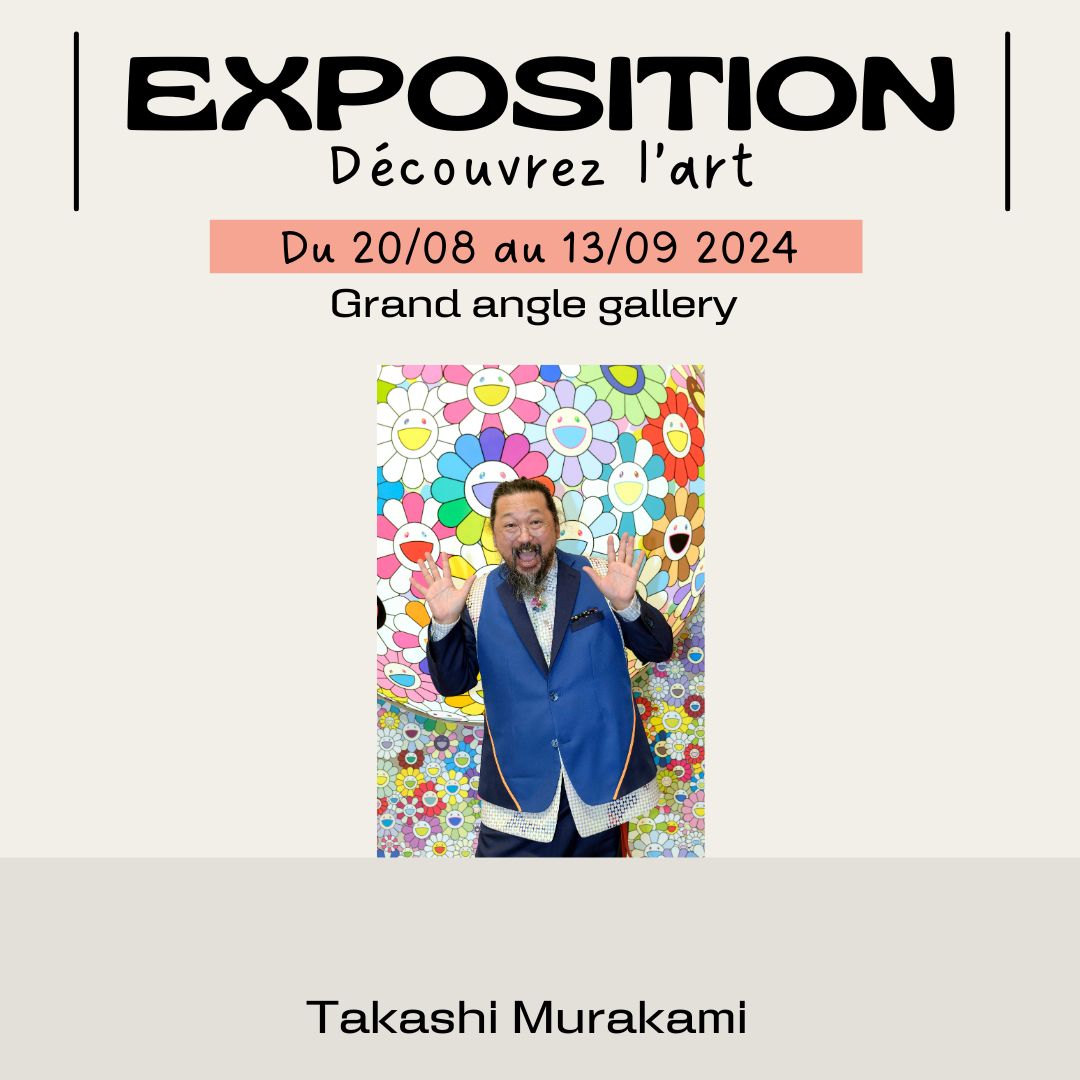 EXPOSITION
Découvrez l'art
Du 20/08 au 13/09 2024
Grand angle gallery
Takashi Murakami